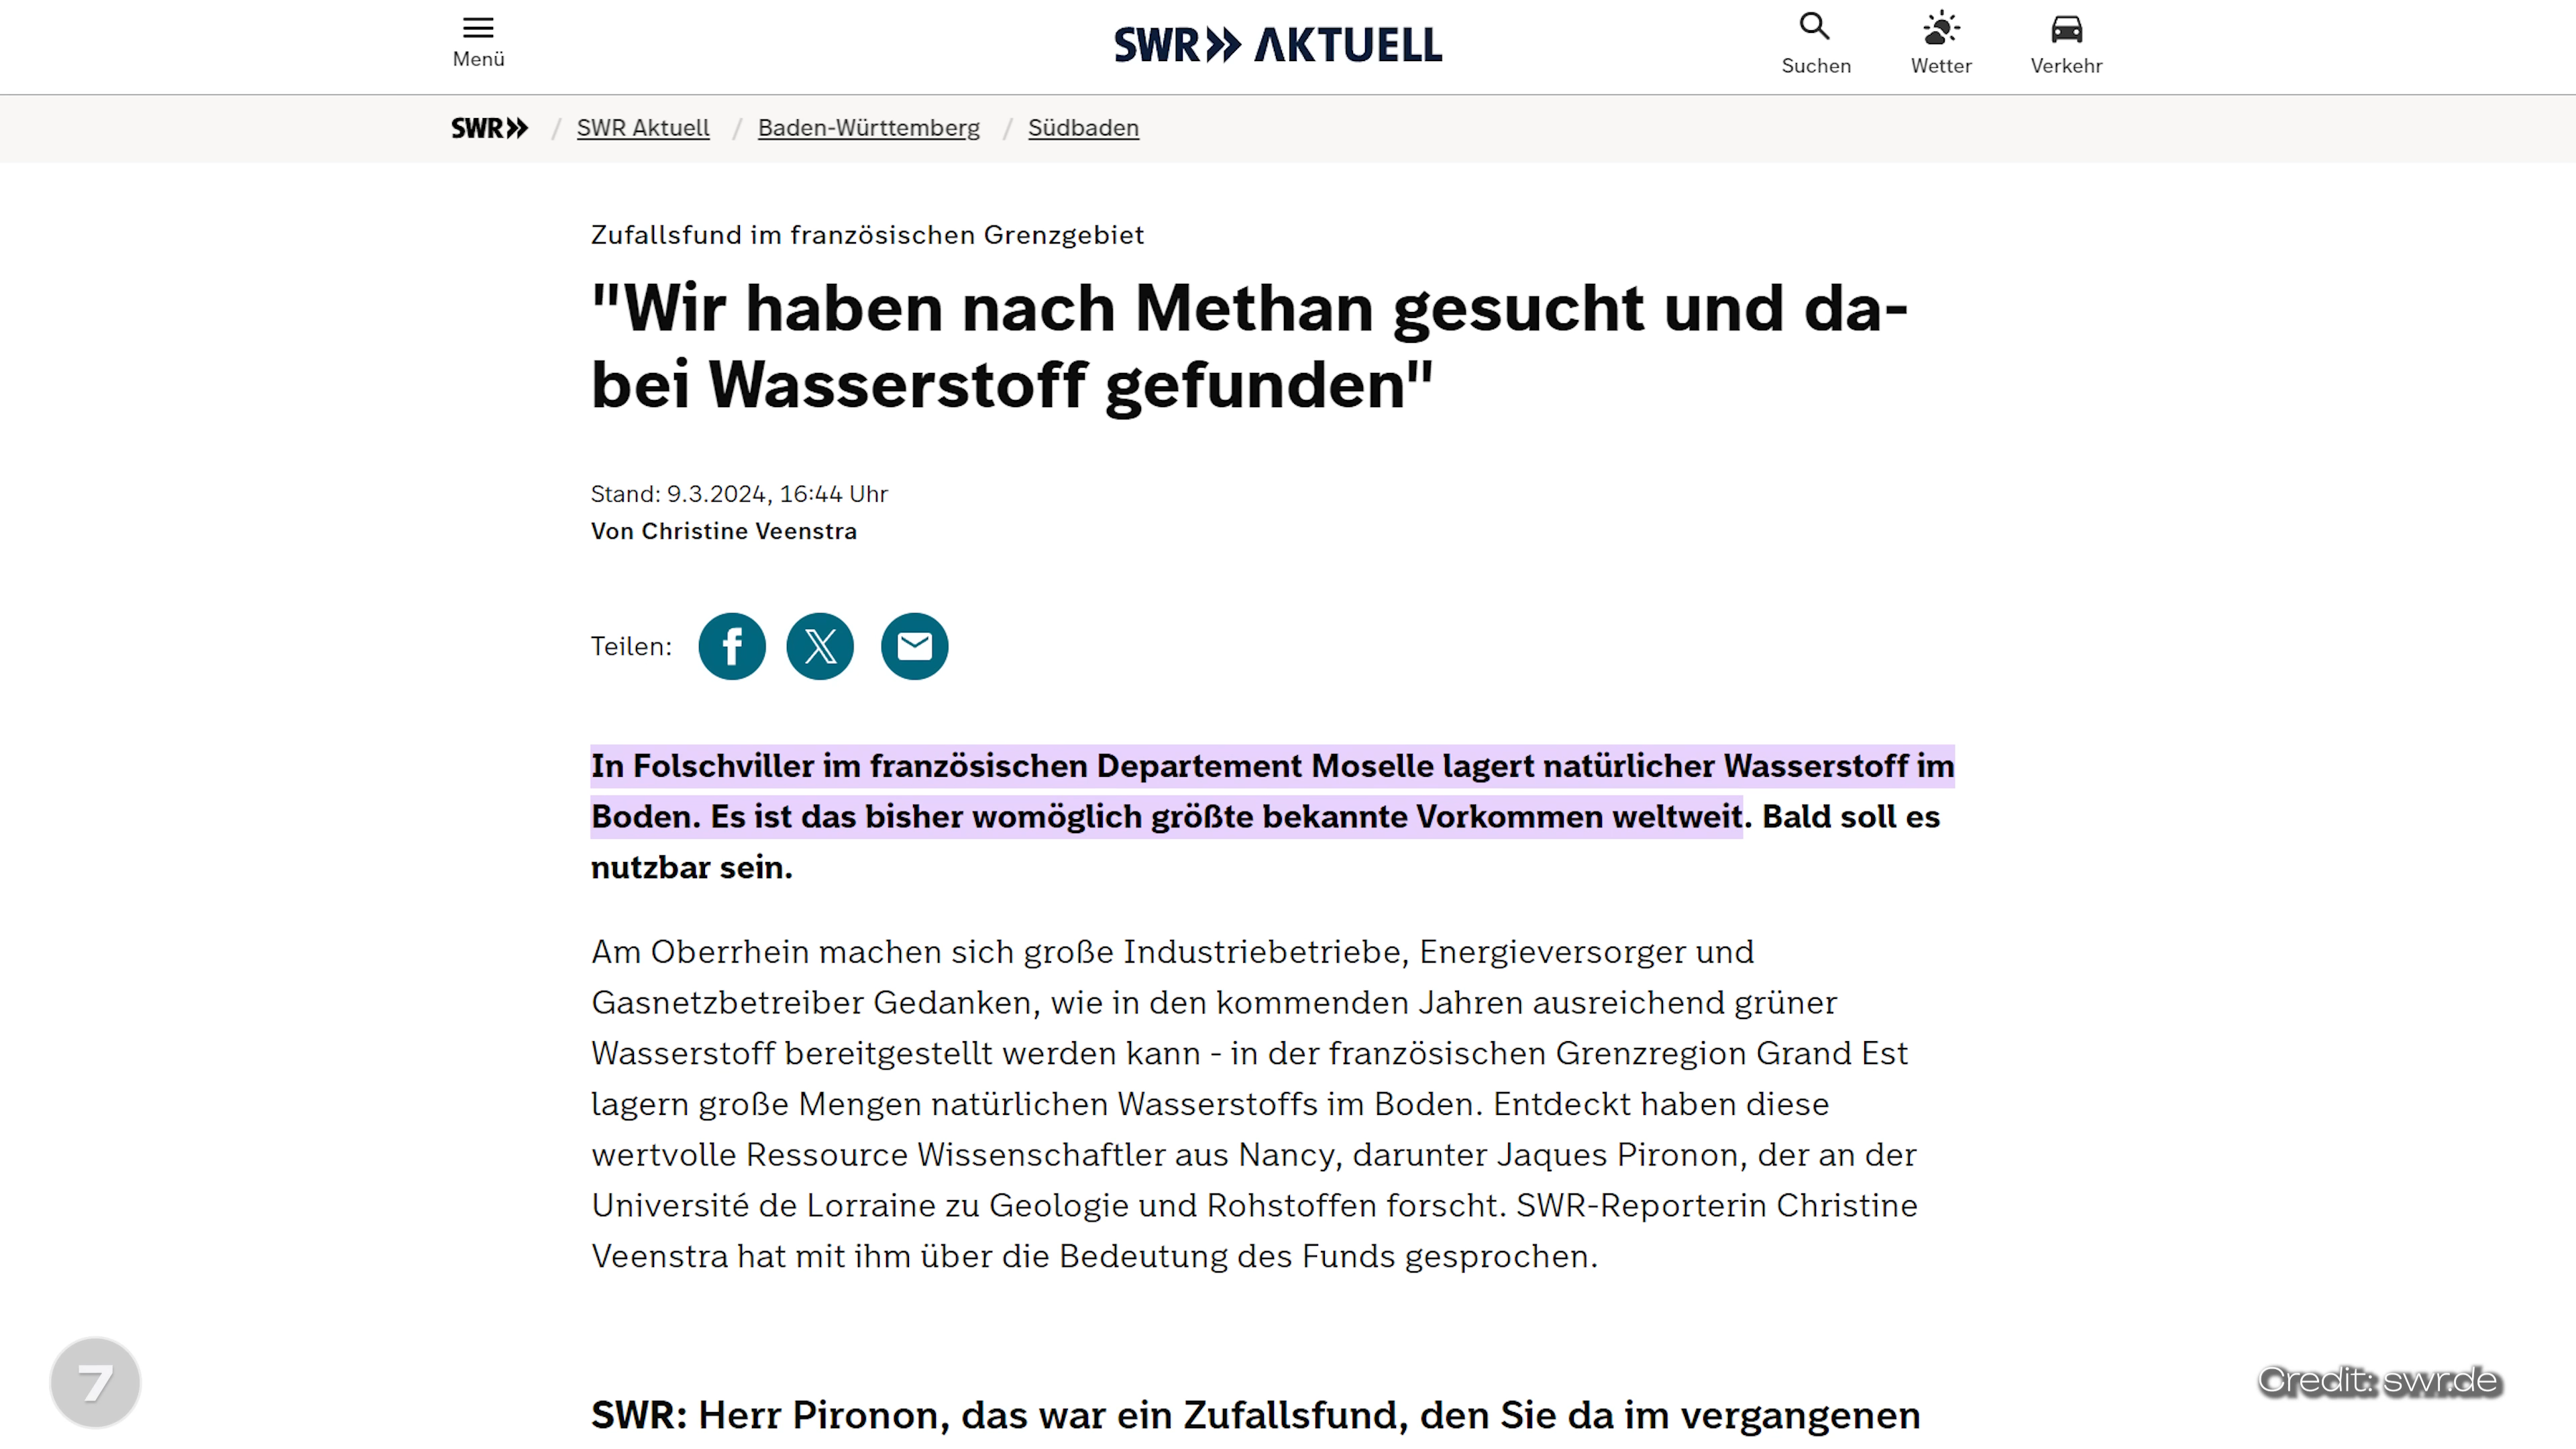 Menü
SWR» AKTUELL
Suchen
Wetter
Verkehr
SWR» / SWR Aktuell / Baden-Württemberg / Südbaden
Zufallsfund im französischen Grenzgebiet
"Wir haben nach Methan gesucht und da-
bei Wasserstoff gefunden"
Stand: 9.3.2024, 16:44 Uhr
Von Christine Veenstra
Teilen:
In Folschviller im französischen Departement Moselle lagert natürlicher Wasserstoff im
Boden. Es ist das bisher womöglich größte bekannte Vorkommen weltweit. Bald soll es
nutzbar sein.
Am Oberrhein machen sich große Industriebetriebe, Energieversorger und
Gasnetzbetreiber Gedanken, wie in den kommenden Jahren ausreichend grüner
Wasserstoff bereitgestellt werden kann - in der französischen Grenzregion Grand Est
lagern große Mengen natürlichen Wasserstoffs im Boden. Entdeckt haben diese
wertvolle Ressource Wissenschaftler aus Nancy, darunter Jaques Pironon, der an der
Université de Lorraine zu Geologie und Rohstoffen forscht. SWR-Reporterin Christine
Veenstra hat mit ihm über die Bedeutung des Funds gesprochen.
SWR: Herr Pironon, das war ein Zufallsfund, den Sie da im vergangenen
7
Credit: swr.de